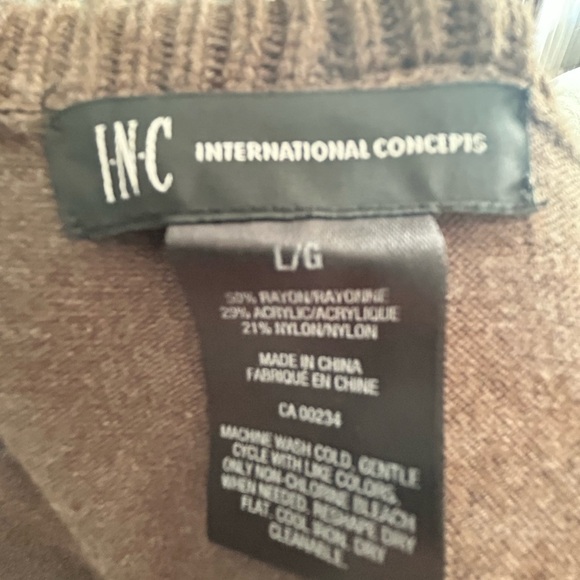 I·N·C INTERNATIONAL CONCEPTS
L/G
50% RAYON/RAYONNE
29% ACRYLIC/ACRYLIQUE
21% NYLON/NYLON
MADE IN CHINA
FABRIQUÉ EN CHINE
CA 00234
MACHINE WASH COLD, GENTLE
CYCLE WITH LIKE COLORS.
ONLY NON-CHLORINE BLEACH
WHEN NEEDED. RESHAPE DRY
FLAT. COOL IRON. DRY
CLEANABLE.